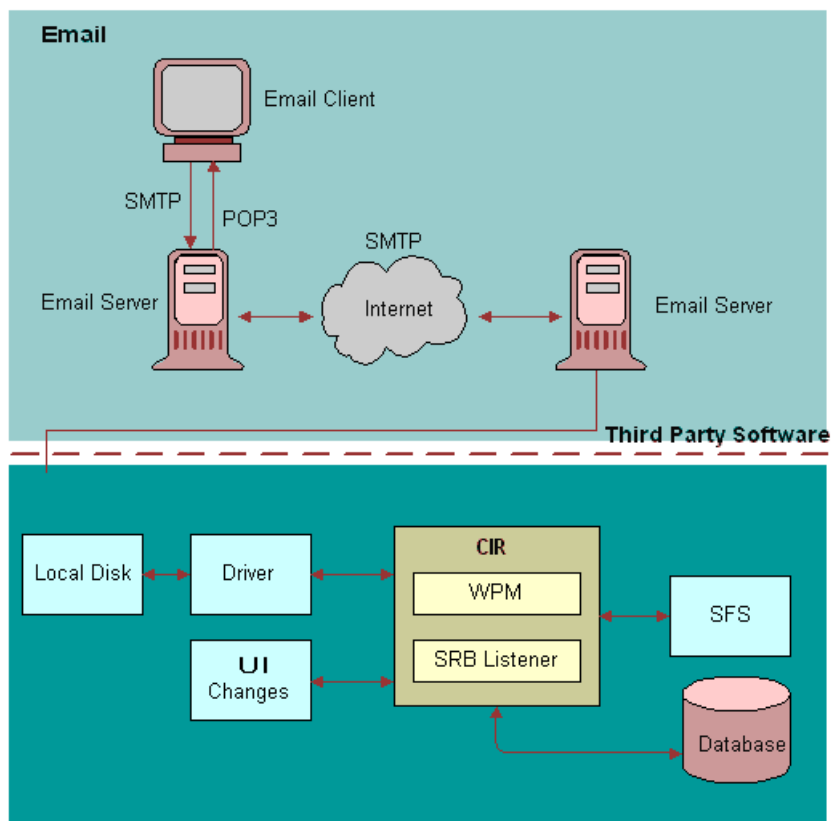 Email
Email Client
SMTP
POP3
SMTP
Email Server
Internet
Email Server
Third Party Software
Local Disk
Driver
CIR
WPM
SRB Listener
SFS
UI
Changes
Database